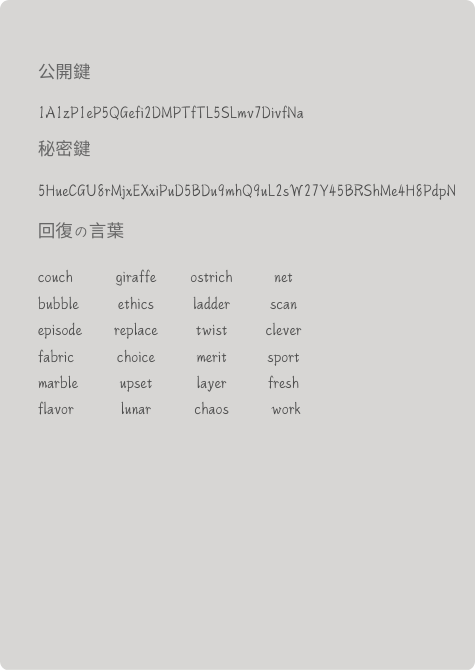 公開鍵
1A1zP1eP5QGefi2DMPTfTL5SLmv7DivfNa
秘密鍵
5HueCGU8rMjxEXxiPuD5BDu9mhQ9uL2sW27Y45BRShMe4H8PdpN
回復の言葉
couch giraffe ostrich net
bubble ethics ladder scan
episode replace twist clever
fabric choice merit sport
marble upset layer fresh
flavor lunar chaos work